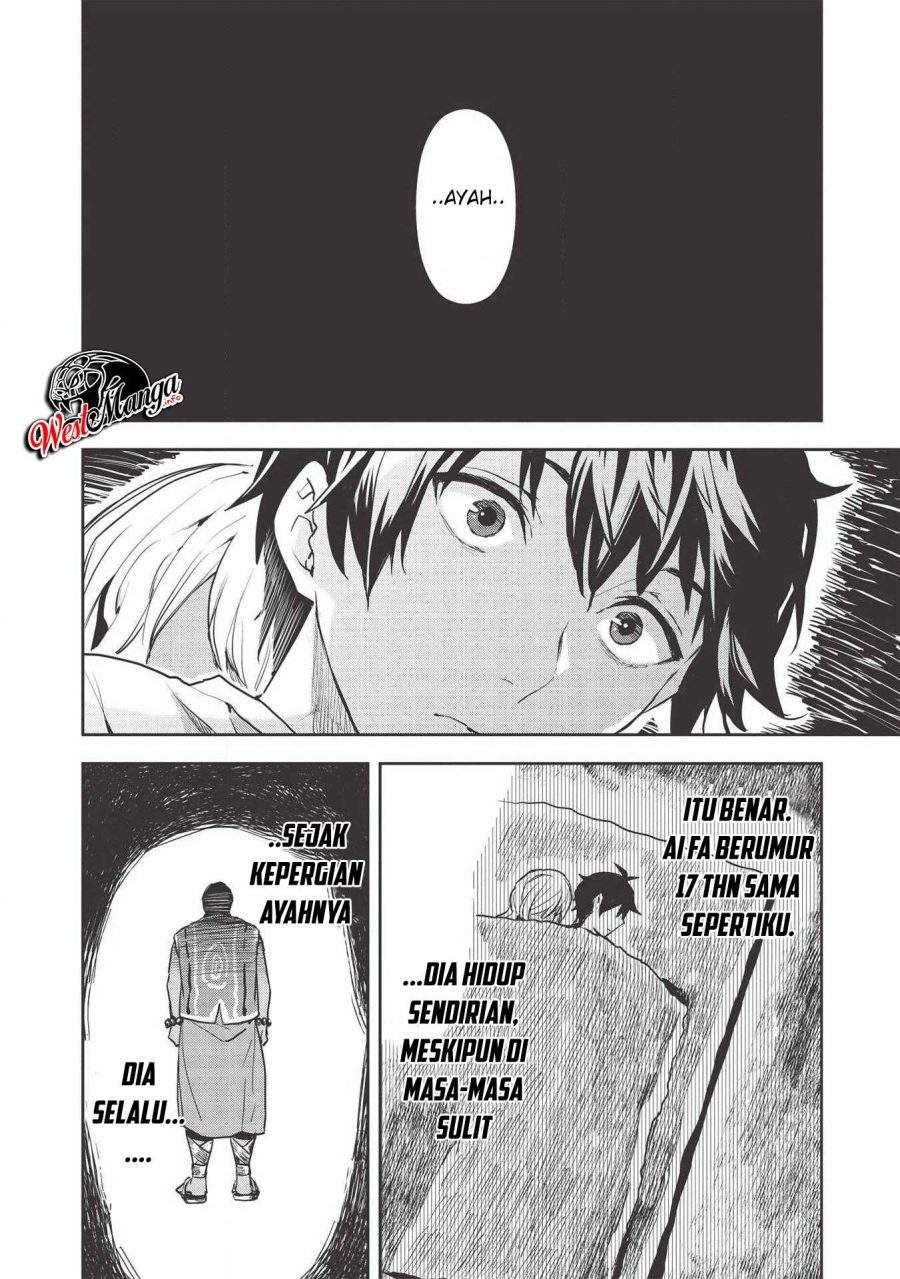 ..AYAH..
WestManga
.info
ITU BENAR.
AI FA BERUMUR
17 THN SAMA
SEPERTIKU.
...DIA HIDUP
SENDIRIAN,
MESKIPUN DI
MASA-MASA
SULIT
..SEJAK
KEPERGIAN
AYAHNYA
DIA
SELALU...
....